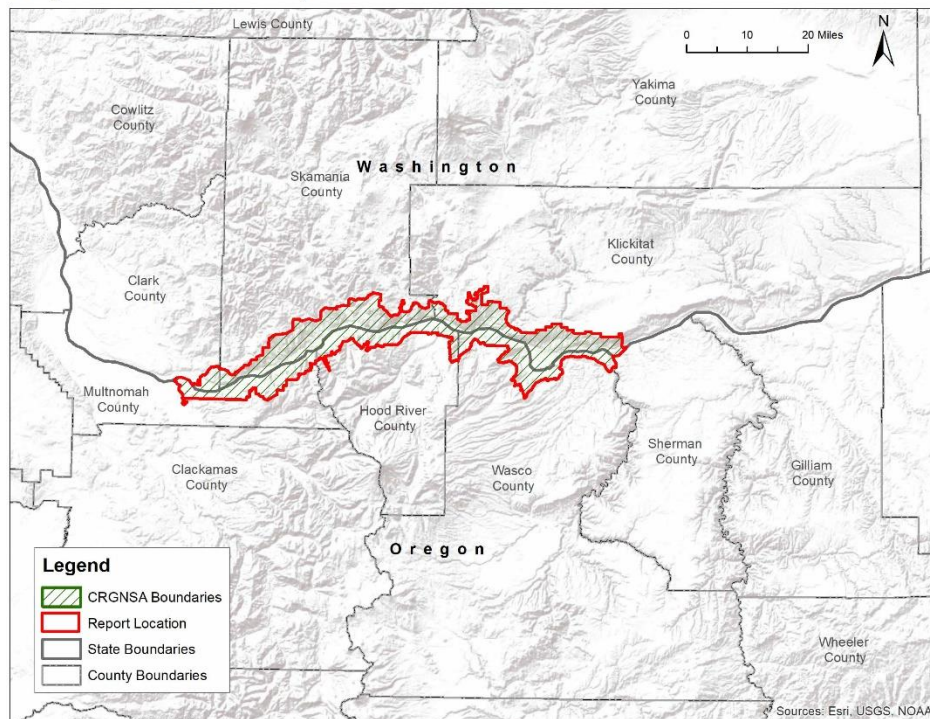 Lewis County
N
0 10 20 Miles
Yakima
County
Cowlitz
County
Washington
Skamania
County
Klickitat
County
Clark
County
Multnomah
County
Hood River
County
Sherman
County
Clackamas
County
Wasco
County
Gilliam
County
Oregon
Legend
CRGNSA Boundaries
Report Location
State Boundaries
County Boundaries
Wheeler
County
Sources: Esri, USGS, NOAA